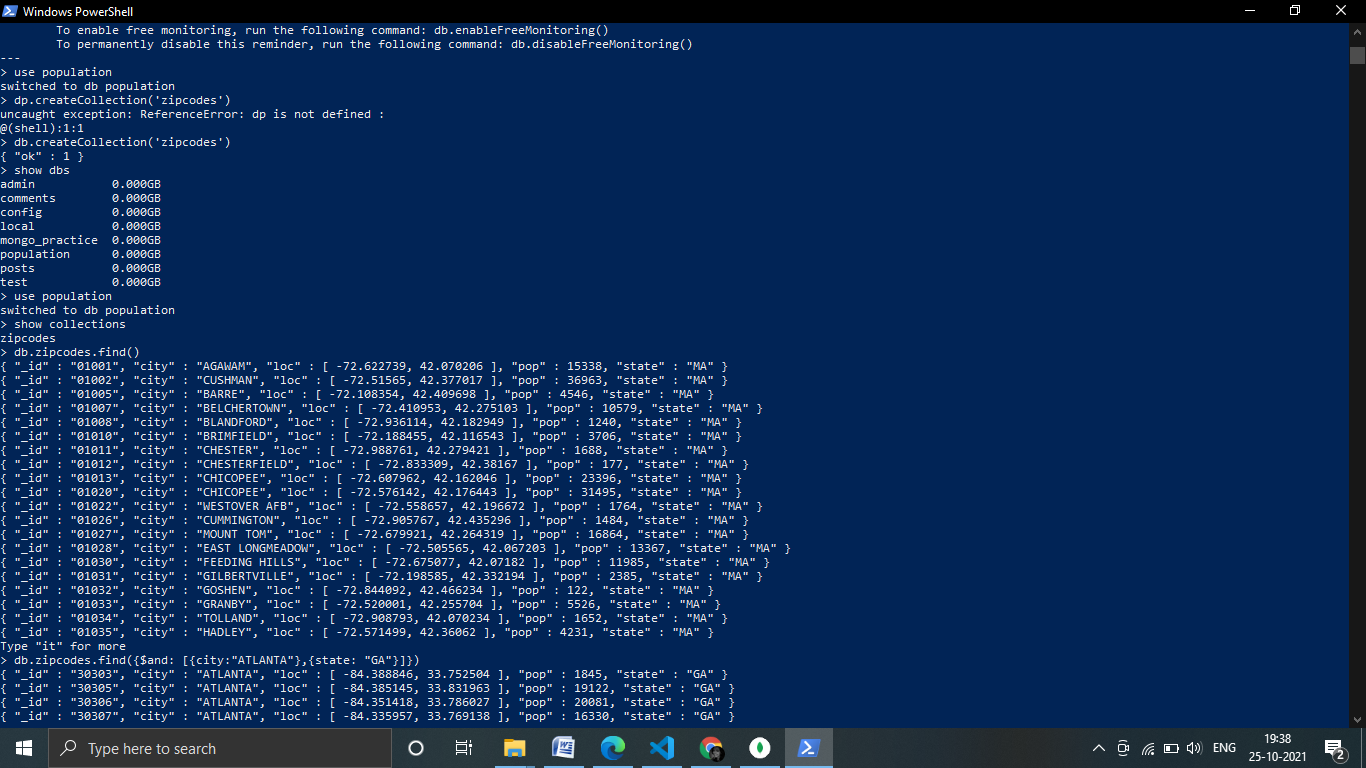 Windows PowerShell
To enable free monitoring, run the following command: db.enableFreeMonitoring()
To permanently disable this reminder, run the following command: db.disableFreeMonitoring()
---
> use population
switched to db population
> dp.createCollection('zipcodes')
uncaught exception: ReferenceError: dp is not defined :
@(shell):1:1
> db.createCollection('zipcodes')
{ "ok" : 1 }
> show dbs
admin 0.000GB
comments 0.000GB
config 0.000GB
local 0.000GB
mongo_practice 0.000GB
population 0.000GB
posts 0.000GB
test 0.000GB
> use population
switched to db population
> show collections
zipcodes
> db.zipcodes.find()
{ "_id" : "01001", "city" : "AGAWAM", "loc" : [ -72.622739, 42.070206 ], "pop" : 15338, "state" : "MA" }
{ "_id" : "01002", "city" : "CUSHMAN", "loc" : [ -72.51565, 42.377017 ], "pop" : 36963, "state" : "MA" }
{ "_id" : "01005", "city" : "BARRE", "loc" : [ -72.108354, 42.409698 ], "pop" : 4546, "state" : "MA" }
{ "_id" : "01007", "city" : "BELCHERTOWN", "loc" : [ -72.410953, 42.275103 ], "pop" : 10579, "state" : "MA" }
{ "_id" : "01008", "city" : "BLANDFORD", "loc" : [ -72.936114, 42.182949 ], "pop" : 1240, "state" : "MA" }
{ "_id" : "01010", "city" : "BRIMFIELD", "loc" : [ -72.188455, 42.116543 ], "pop" : 3706, "state" : "MA" }
{ "_id" : "01011", "city" : "CHESTER", "loc" : [ -72.988761, 42.279421 ], "pop" : 1688, "state" : "MA" }
{ "_id" : "01012", "city" : "CHESTERFIELD", "loc" : [ -72.833309, 42.38167 ], "pop" : 177, "state" : "MA" }
{ "_id" : "01013", "city" : "CHICOPEE", "loc" : [ -72.607962, 42.162046 ], "pop" : 23396, "state" : "MA" }
{ "_id" : "01020", "city" : "CHICOPEE", "loc" : [ -72.576142, 42.176443 ], "pop" : 31495, "state" : "MA" }
{ "_id" : "01022", "city" : "WESTOVER AFB", "loc" : [ -72.558657, 42.196672 ], "pop" : 1764, "state" : "MA" }
{ "_id" : "01026", "city" : "CUMMINGTON", "loc" : [ -72.905767, 42.435296 ], "pop" : 1484, "state" : "MA" }
{ "_id" : "01027", "city" : "MOUNT TOM", "loc" : [ -72.679921, 42.264319 ], "pop" : 16864, "state" : "MA" }
{ "_id" : "01028", "city" : "EAST LONGMEADOW", "loc" : [ -72.505565, 42.067203 ], "pop" : 13367, "state" : "MA" }
{ "_id" : "01030", "city" : "FEEDING HILLS", "loc" : [ -72.675077, 42.07182 ], "pop" : 11985, "state" : "MA" }
{ "_id" : "01031", "city" : "GILBERTVILLE", "loc" : [ -72.198585, 42.332194 ], "pop" : 2385, "state" : "MA" }
{ "_id" : "01032", "city" : "GOSHEN", "loc" : [ -72.844092, 42.466234 ], "pop" : 122, "state" : "MA" }
{ "_id" : "01033", "city" : "GRANBY", "loc" : [ -72.520001, 42.255704 ], "pop" : 5526, "state" : "MA" }
{ "_id" : "01034", "city" : "TOLLAND", "loc" : [ -72.908793, 42.070234 ], "pop" : 1652, "state" : "MA" }
{ "_id" : "01035", "city" : "HADLEY", "loc" : [ -72.571499, 42.36062 ], "pop" : 4231, "state" : "MA" }
Type "it" for more
> db.zipcodes.find({$and: [{city:"ATLANTA"},{state: "GA"}]})
{ "_id" : "30303", "city" : "ATLANTA", "loc" : [ -84.388846, 33.752504 ], "pop" : 1845, "state" : "GA" }
{ "_id" : "30305", "city" : "ATLANTA", "loc" : [ -84.385145, 33.831963 ], "pop" : 19122, "state" : "GA" }
{ "_id" : "30306", "city" : "ATLANTA", "loc" : [ -84.351418, 33.786027 ], "pop" : 20081, "state" : "GA" }
{ "_id" : "30307", "city" : "ATLANTA", "loc" : [ -84.335957, 33.769138 ], "pop" : 16330, "state" : "GA" }
Type here to search
ENG
19:38
25-10-2021
2